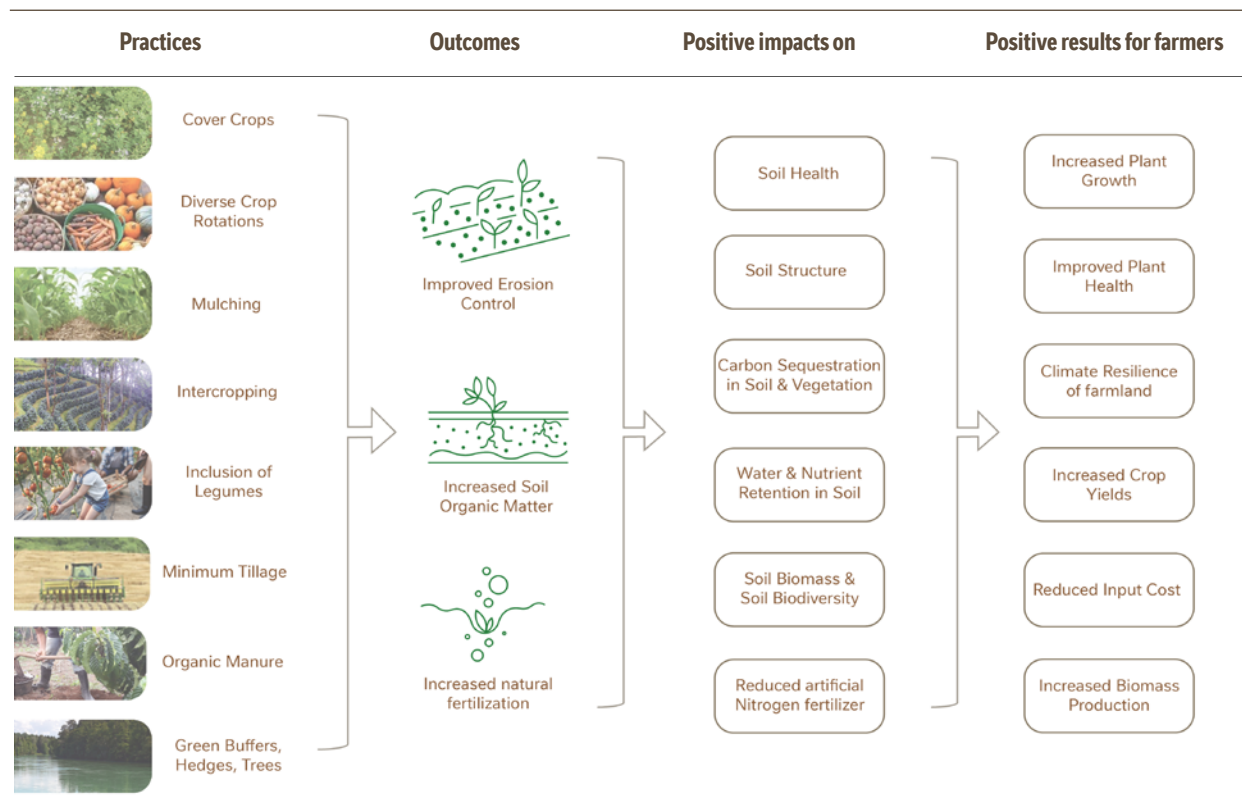 Practices
Outcomes
Positive impacts on
Positive results for farmers
Cover Crops
Diverse Crop
Rotations
Mulching
Intercropping
Inclusion of
Legumes
Minimum Tillage
Organic Manure
Green Buffers,
Hedges, Trees
Improved Erosion
Control
Increased Soil
Organic Matter
Increased natural
fertilization
Soil Health
Soil Structure
Carbon Sequestration
in Soil & Vegetation
Water & Nutrient
Retention in Soil
Soil Biomass &
Soil Biodiversity
Reduced artificial
Nitrogen fertilizer
Increased Plant
Growth
Improved Plant
Health
Climate Resilience
of farmland
Increased Crop
Yields
Reduced Input Cost
Increased Biomass
Production